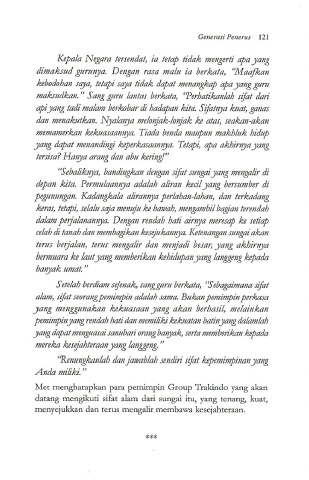 Generasi Penerus 121
Kepala Negara tersendat, ia tetap tidak mengerti apa yang
dimaksud gurunya. Dengan rasa malu ia berkata, "Maafkan
kebodohan saya, tetapi saya tidak dapat menangkap apa yang guru
maksudkan." Sang guru lantas berkata, "Perhatikanlah sifat dari
api yang tadi malam berkobar di hadapan kita. Sifatnya kuat, ganas
dan menakutkan. Nyalanya melonjak-lonjak ke atas, seakan-akan
memamerkan kekuasaannya. Tiada benda maupun makhluk hidup
yang dapat menandingi keperkasaannya. Tetapi, apa akhirnya yang
tersisa? Hanya arang dan abu kering!"
"Sebaliknya, bandingkan dengan sifat sungai yang mengalir di
depan kita. Permulaannya adalah aliran kecil yang bersumber di
pegunungan. Kadangkala alirannya perlahan-lahan, dan terkadang
keras, tetapi, selalu saja menuju ke bawah, mengambil bagian terendah
dalam perjalanannya. Dengan rendah hati airnya meresap ke setiap
celah di tanah dan membagikan kesejukannya. Ketenangan sungai akan
terus berjalan, terus mengalir dan menjadi besar, yang akhirnya
bermuara ke laut yang memberikan kehidupan yang langgeng kepada
banyak umat."
Setelah berdiam sejenak, sang guru berkata, "Sebagaimana sifat
alam, sifat seorang pemimpin adalah sama. Bukan pemimpin perkasa
yang menggunakan kekuasaan yang akan berhasil, melainkan
pemimpin yang rendah hati dan memiliki kekuatan batin yang dalamlah
yang dapat menguasai sanubari orang banyak, serta memberikan kepada
mereka kesejahteraan yang langgeng."
"Renungkanlah dan jawablah sendiri sifat kepemimpinan yang
Anda miliki."
Met mengharapkan para pemimpin Group Trakindo yang akan
datang mengikuti sifat alam dari sungai itu, yang tenang, kuat,
menyejukkan dan terus mengalir membawa kesejahteraan.
***